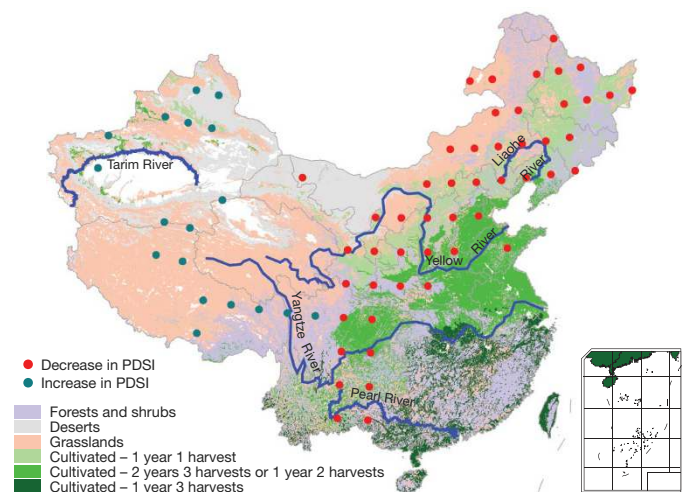 Tarim River
Liaohe
River
Yellow
River
Yangtze River
Pearl River
Decrease in PDSI
Increase in PDSI
Forests and shrubs
Deserts
Grasslands
Cultivated – 1 year 1 harvest
Cultivated – 2 years 3 harvests or 1 year 2 harvests
Cultivated – 1 year 3 harvests